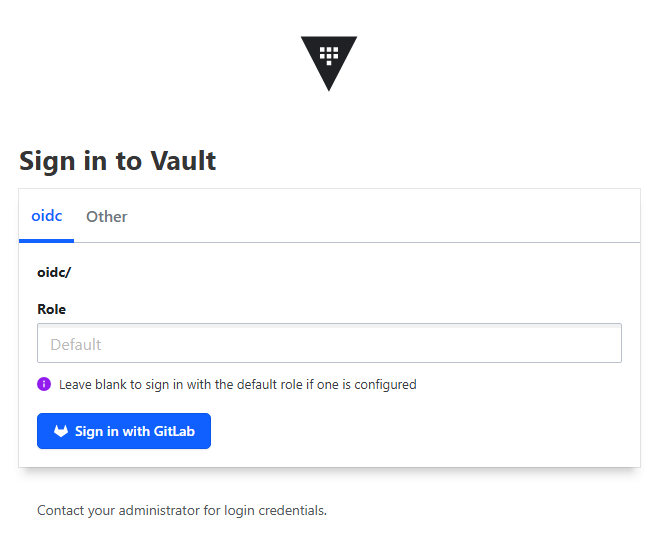 Sign in to Vault
oidc Other
oidc/
Role
Default
Leave blank to sign in with the default role if one is configured
Sign in with GitLab
Contact your administrator for login credentials.